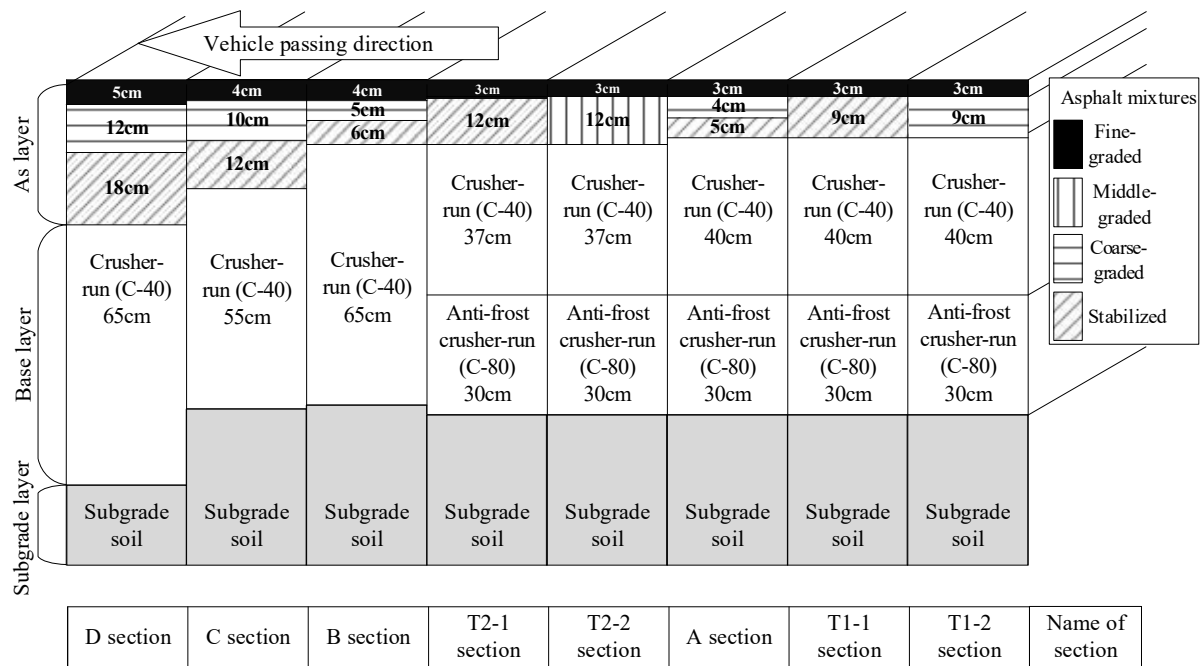 Vehicle passing direction
As layer
Base layer
Subgrade layer
5cm
12cm
18cm
Crusher-
run (C-40)
65cm
Subgrade
soil
4cm
10cm
12cm
Crusher-
run (C-40)
55cm
Subgrade
soil
4cm
5cm
6cm
Crusher-
run (C-40)
65cm
Subgrade
soil
3cm
12cm
Crusher-
run (C-40)
37cm
Anti-frost
crusher-run
(C-80)
30cm
Subgrade
soil
3cm
12cm
Crusher-
run (C-40)
37cm
Anti-frost
crusher-run
(C-80)
30cm
Subgrade
soil
3cm
4cm
5cm
Crusher-
run (C-40)
40cm
Anti-frost
crusher-run
(C-80)
30cm
Subgrade
soil
3cm
9cm
Crusher-
run (C-40)
40cm
Anti-frost
crusher-run
(C-80)
30cm
Subgrade
soil
3cm
9cm
Crusher-
run (C-40)
40cm
Anti-frost
crusher-run
(C-80)
30cm
Subgrade
soil
Asphalt mixtures
Fine-
graded
Middle-
graded
Coarse-
graded
Stabilized
D section
C section
B section
T2-1
section
T2-2
section
A section
T1-1
section
T1-2
section
Name of
section